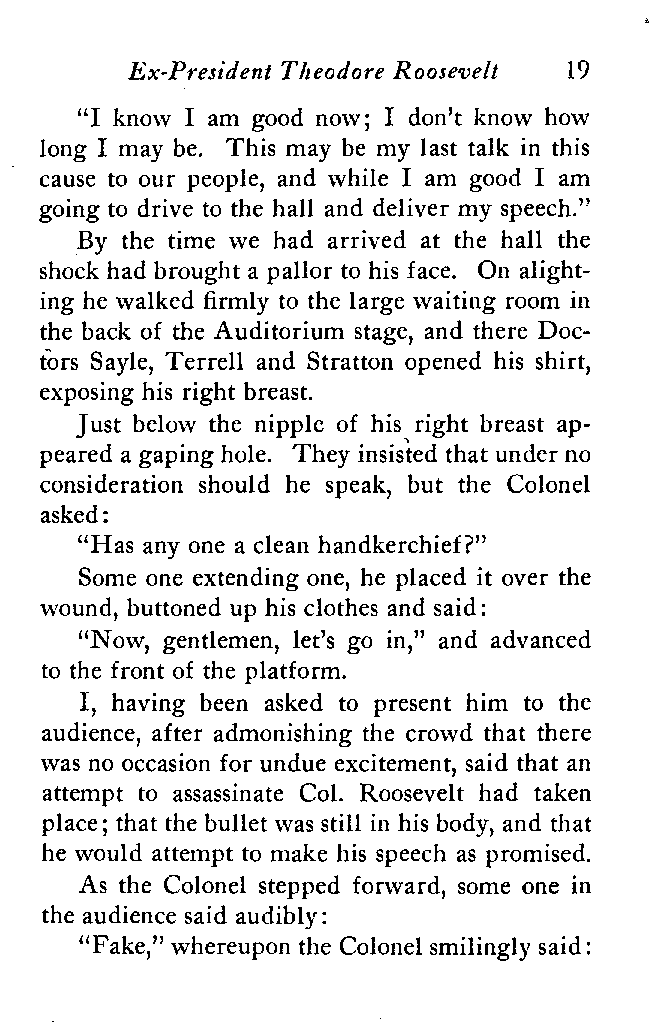 Ex-President Theodore Roosevelt 19
"I know I am good now; I don't know how
long I may be. This may be my last talk in this
cause to our people, and while I am good I am
going to drive to the hall and deliver my speech."
By the time we had arrived at the hall the
shock had brought a pallor to his face. On alight-
ing he walked firmly to the large waiting room in
the back of the Auditorium stage, and there Doc-
tors Sayle, Terrell and Stratton opened his shirt,
exposing his right breast.
Just below the nipple of his right breast ap-
peared a gaping hole. They insisted that under no
consideration should he speak, but the Colonel
asked:
"Has any one a clean handkerchief?"
Some one extending one, he placed it over the
wound, buttoned up his clothes and said:
"Now, gentlemen, let's go in," and advanced
to the front of the platform.
I, having been asked to present him to the
audience, after admonishing the crowd that there
was no occasion for undue excitement, said that an
attempt to assassinate Col. Roosevelt had taken
place; that the bullet was still in his body, and that
he would attempt to make his speech as promised.
As the Colonel stepped forward, some one in
the audience said audibly:
"Fake," whereupon the Colonel smilingly said: